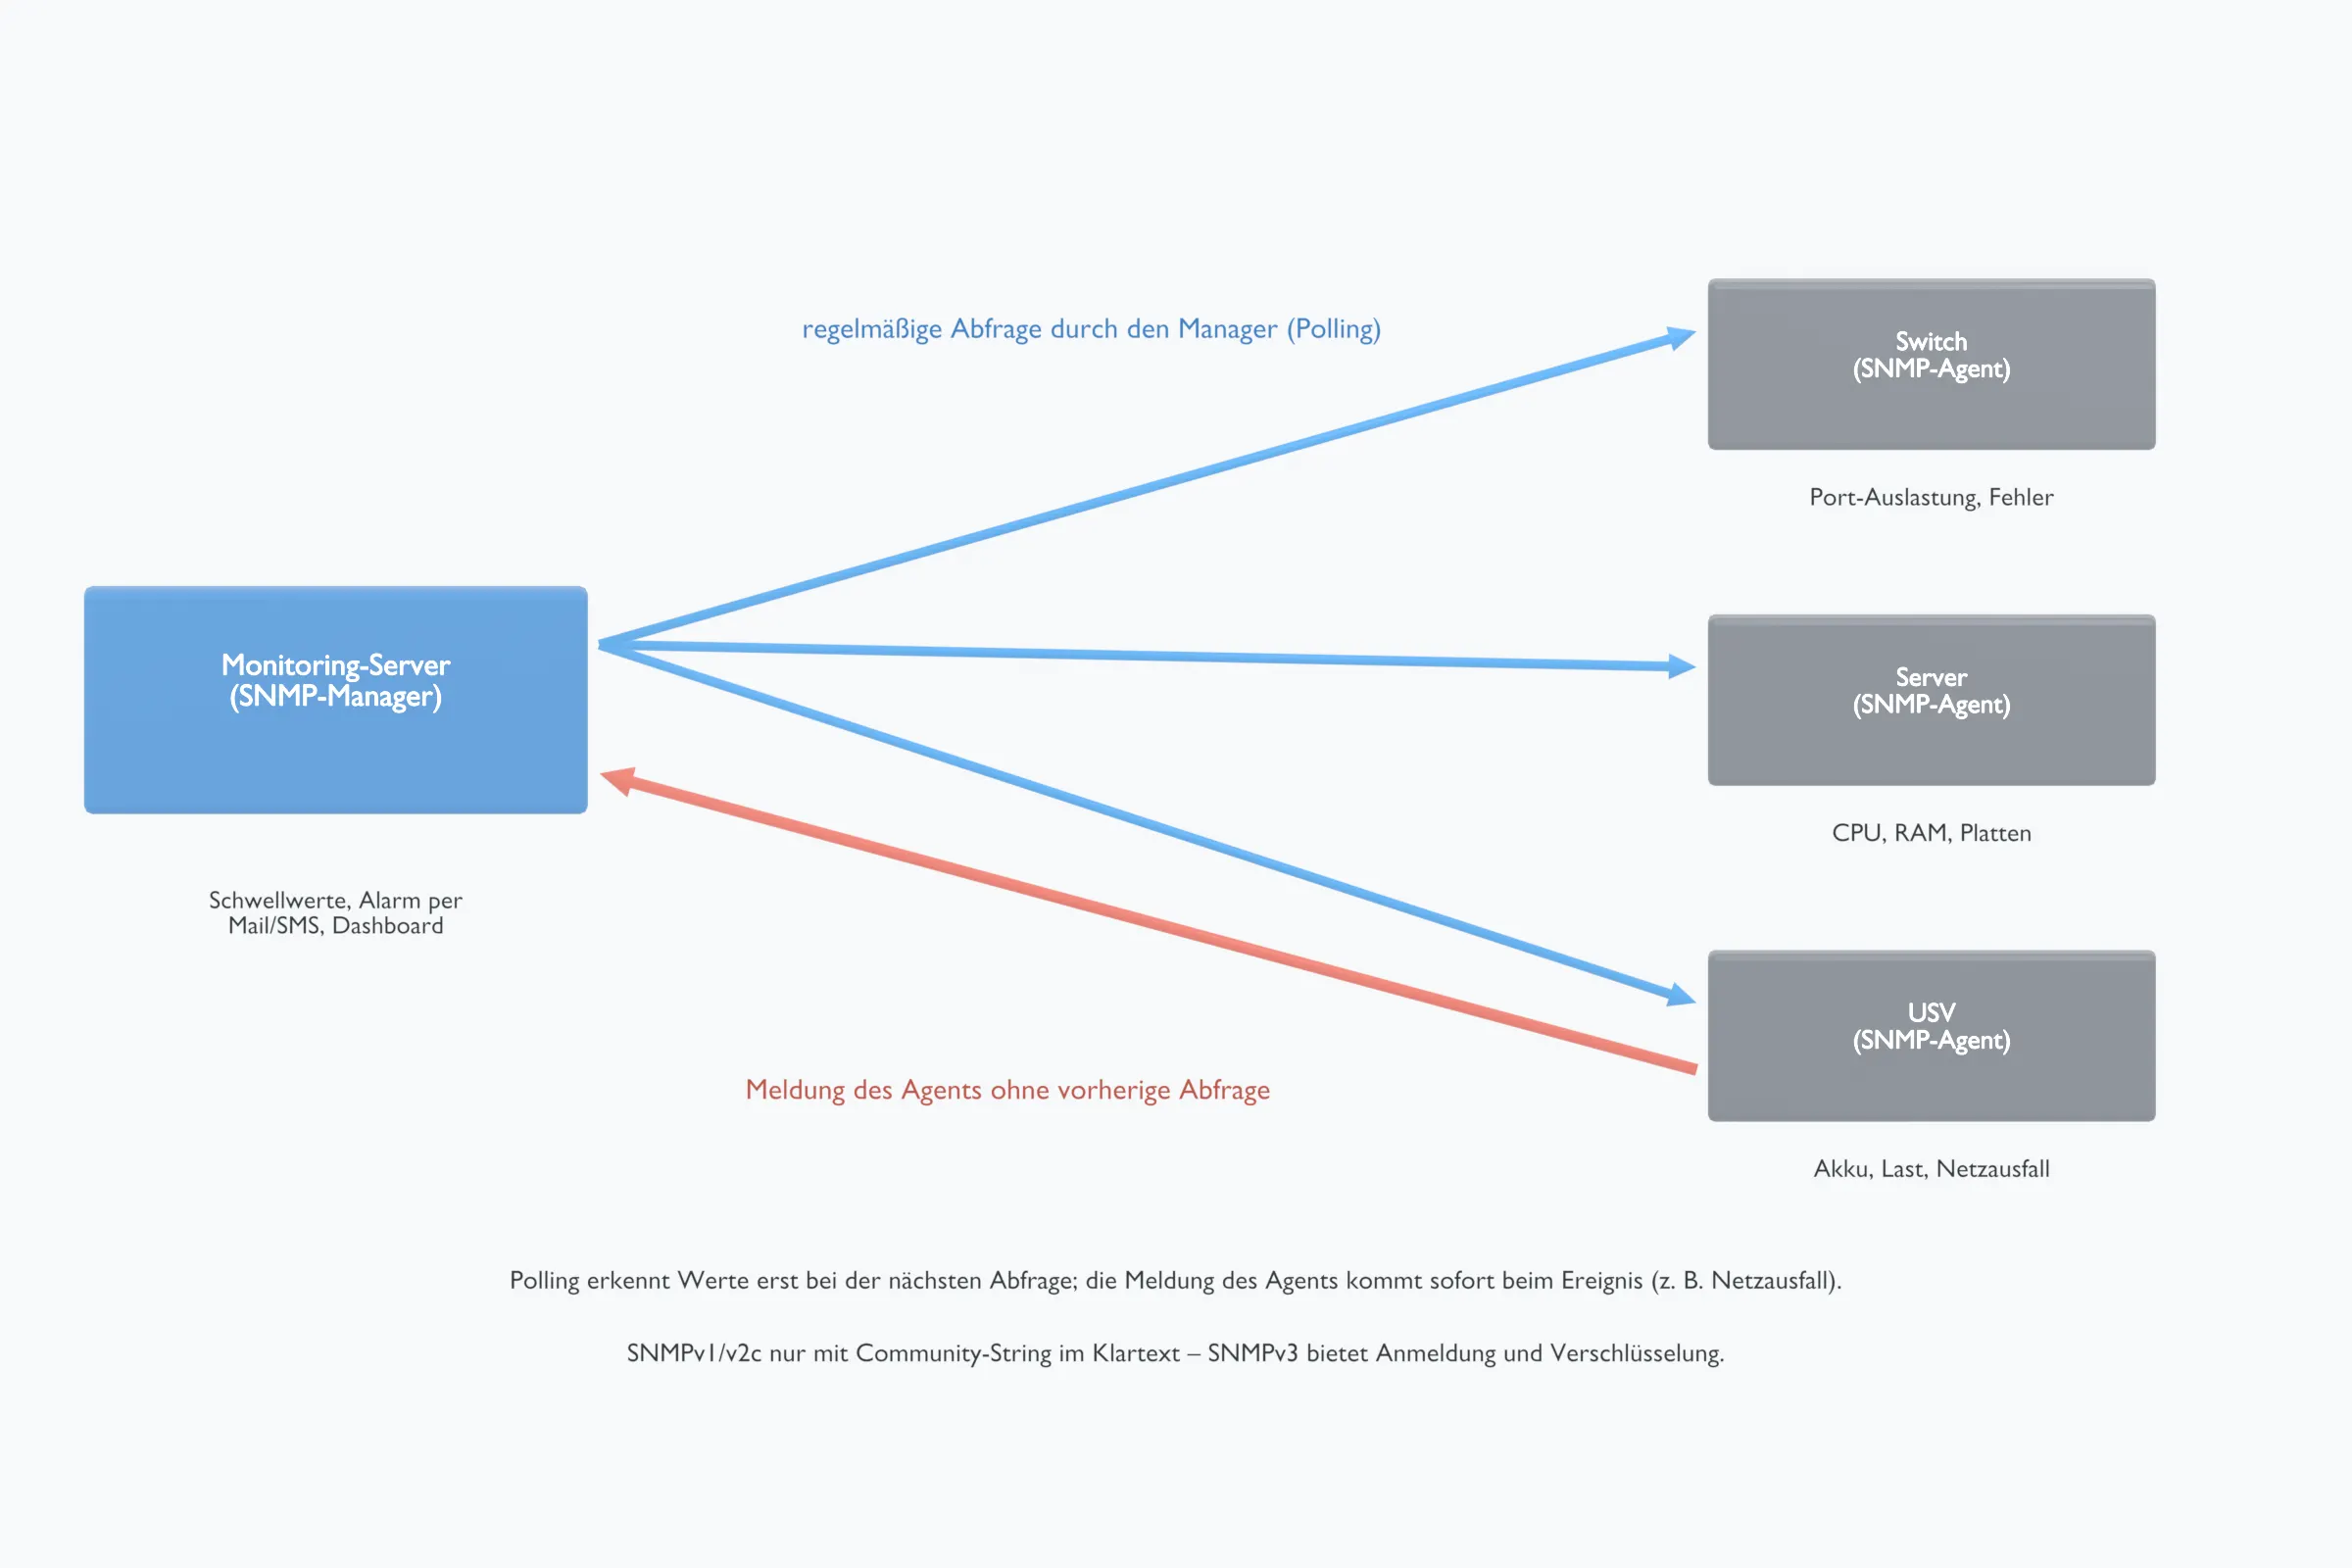 regelmäßige Abfrage durch den Manager (Polling)
Switch
(SNMP-Agent)
Port-Auslastung, Fehler
Monitoring-Server
(SNMP-Manager)
Server
(SNMP-Agent)
CPU, RAM, Platten
Schwellwerte, Alarm per
Mail/SMS, Dashboard
USV
(SNMP-Agent)
Meldung des Agents ohne vorherige Abfrage
Akku, Last, Netzausfall
Polling erkennt Werte erst bei der nächsten Abfrage; die Meldung des Agents kommt sofort beim Ereignis (z. B. Netzausfall).
SNMPv1/v2c nur mit Community-String im Klartext – SNMPv3 bietet Anmeldung und Verschlüsselung.